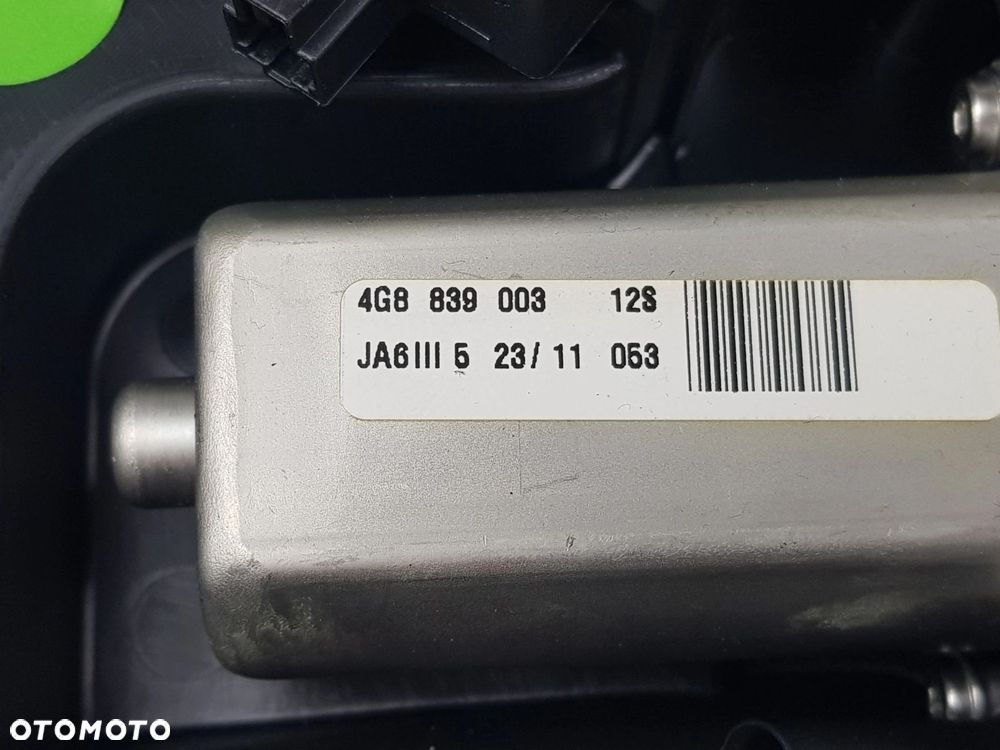 4G8 839 003 12S
JA6III 5 23/11 053
OTOMOTO